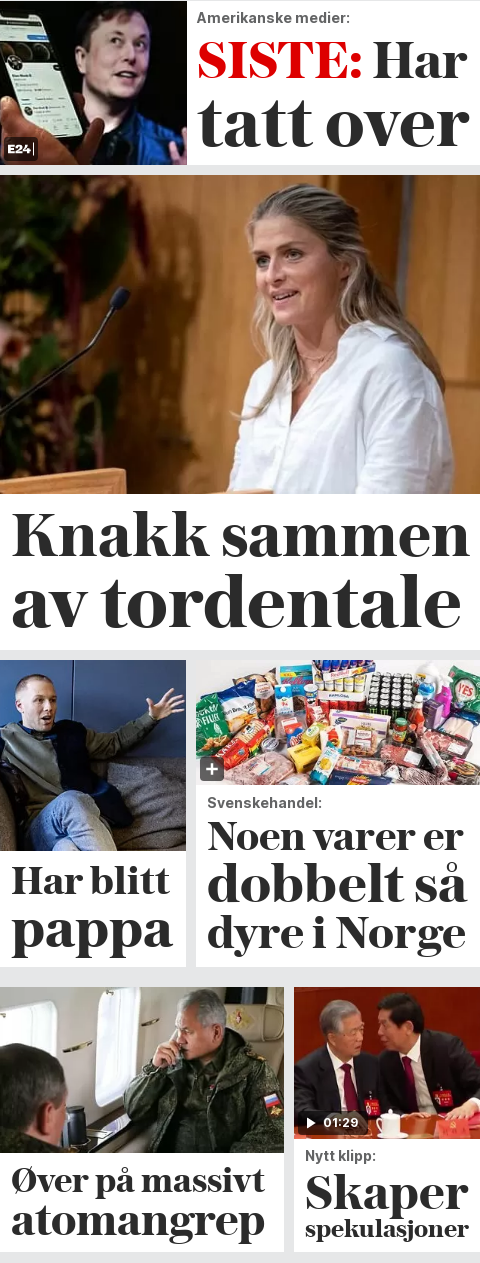 Amerikanske medier:
SISTE: Har
tatt over
E24
Knakk sammen
av tordentale
Har blitt
pappa
Svenskehandel:
Noen varer er
dobbelt så
dyre i Norge
Øver på massivt
atomangrep
01:29
Nytt klipp:
Skaper
spekulasjoner